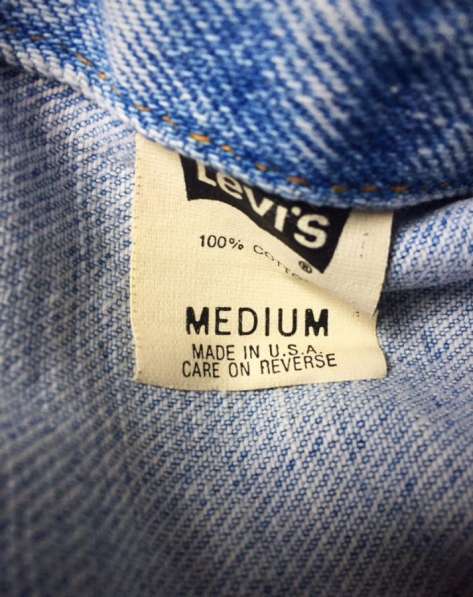 Levi's
®
100% COTTON
MEDIUM
MADE IN U.S.A.
CARE ON REVERSE